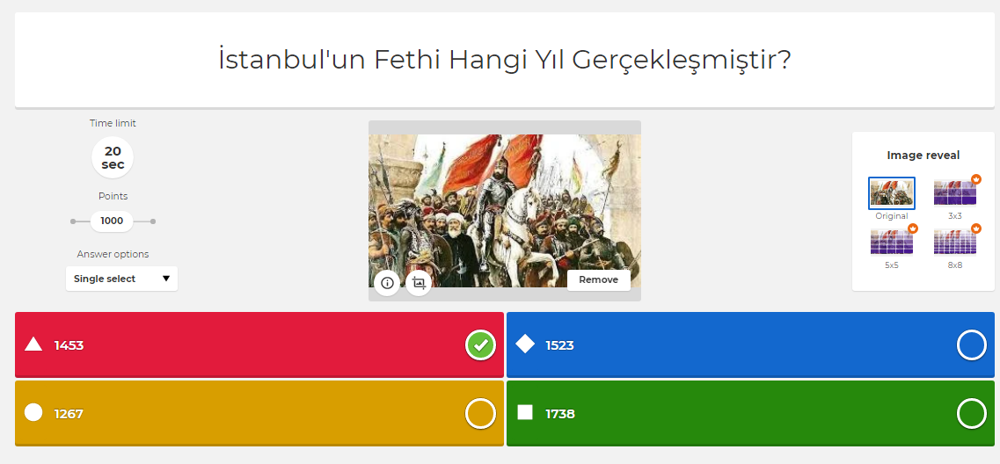 İstanbul'un Fethi Hangi Yıl Gerçekleşmiştir?
Time limit
20
sec
Points
1000
Answer options
Single select
Remove
Image reveal
Original
3x3
5x5
8x8
1453
1523
1267
1738